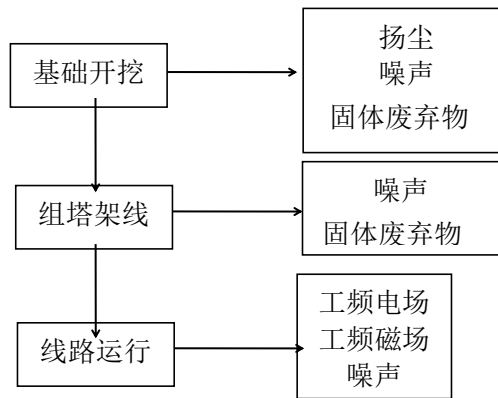 基础开挖
扬尘
噪声
固体废弃物
组塔架线
噪声
固体废弃物
线路运行
工频电场
工频磁场
噪声